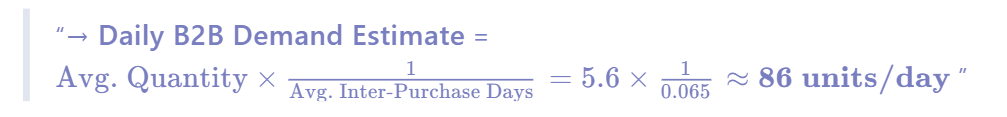 “→ Daily B2B Demand Estimate =
Avg. Quantity × 1 / Avg. Inter-Purchase Days = 5.6 × 1 / 0.065 ≈ 86 units/day ”